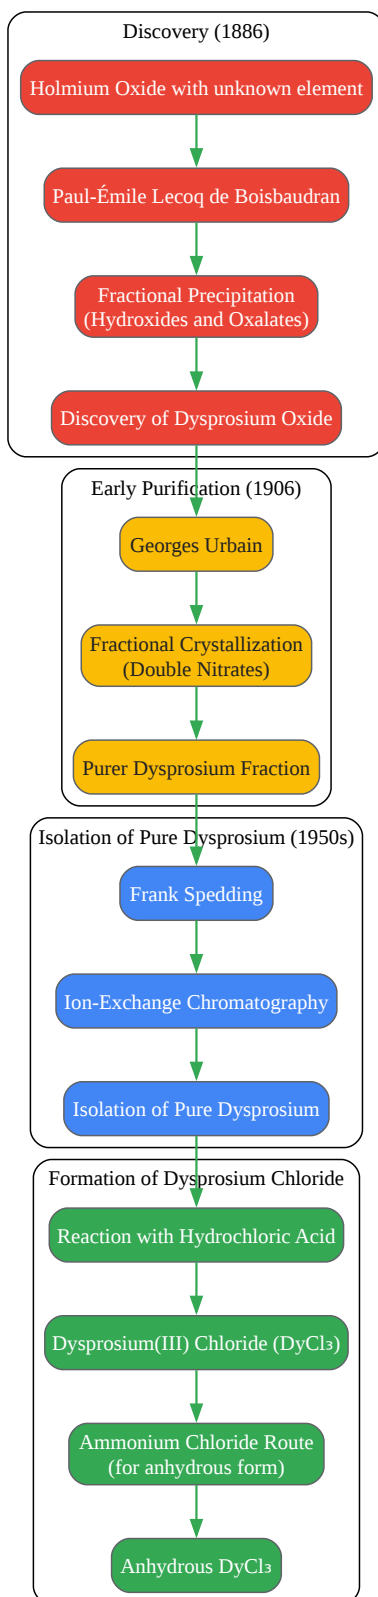 Discovery (1886)
Holmium Oxide with unknown element
Paul-Émile Lecoq de Boisbaudran
Fractional Precipitation
(Hydroxides and Oxalates)
Discovery of Dysprosium Oxide
Early Purification (1906)
Georges Urbain
Fractional Crystallization
(Double Nitrates)
Purer Dysprosium Fraction
Isolation of Pure Dysprosium (1950s)
Frank Spedding
Ion-Exchange Chromatography
Isolation of Pure Dysprosium
Formation of Dysprosium Chloride
Reaction with Hydrochloric Acid
Dysprosium(III) Chloride (DyCl₃)
Ammonium Chloride Route
(for anhydrous form)
Anhydrous DyCl₃